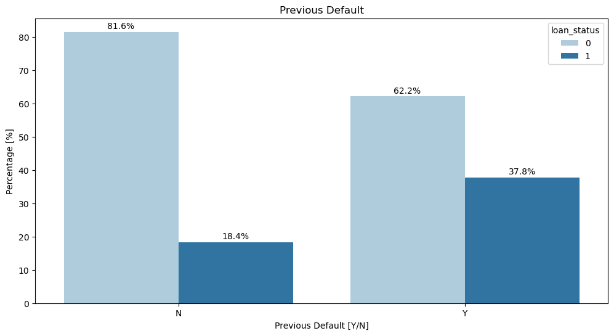 Previous Default
loan_status
0
1
81.6%
18.4%
62.2%
37.8%
80
70
60
50
40
30
20
10
0
Percentage [%]
N
Y
Previous Default [Y/N]